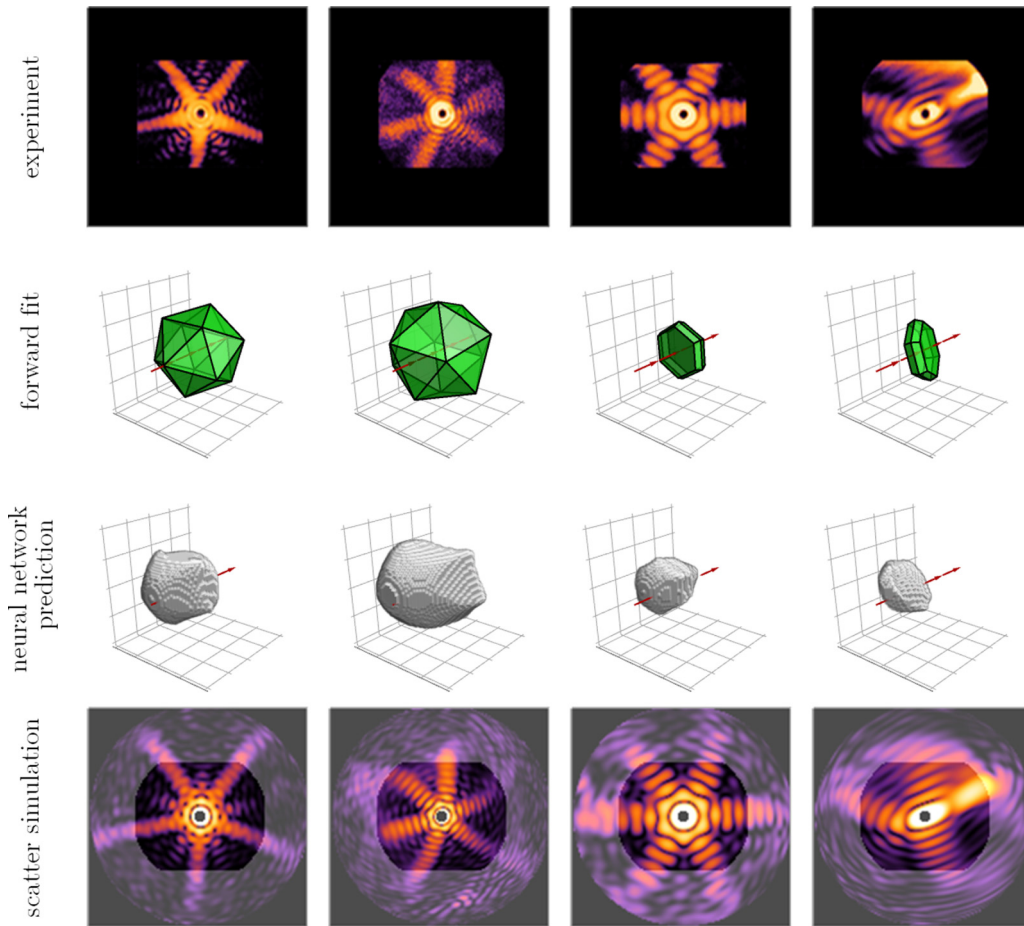 experiment
forward fit
neural network
prediction
scatter simulation